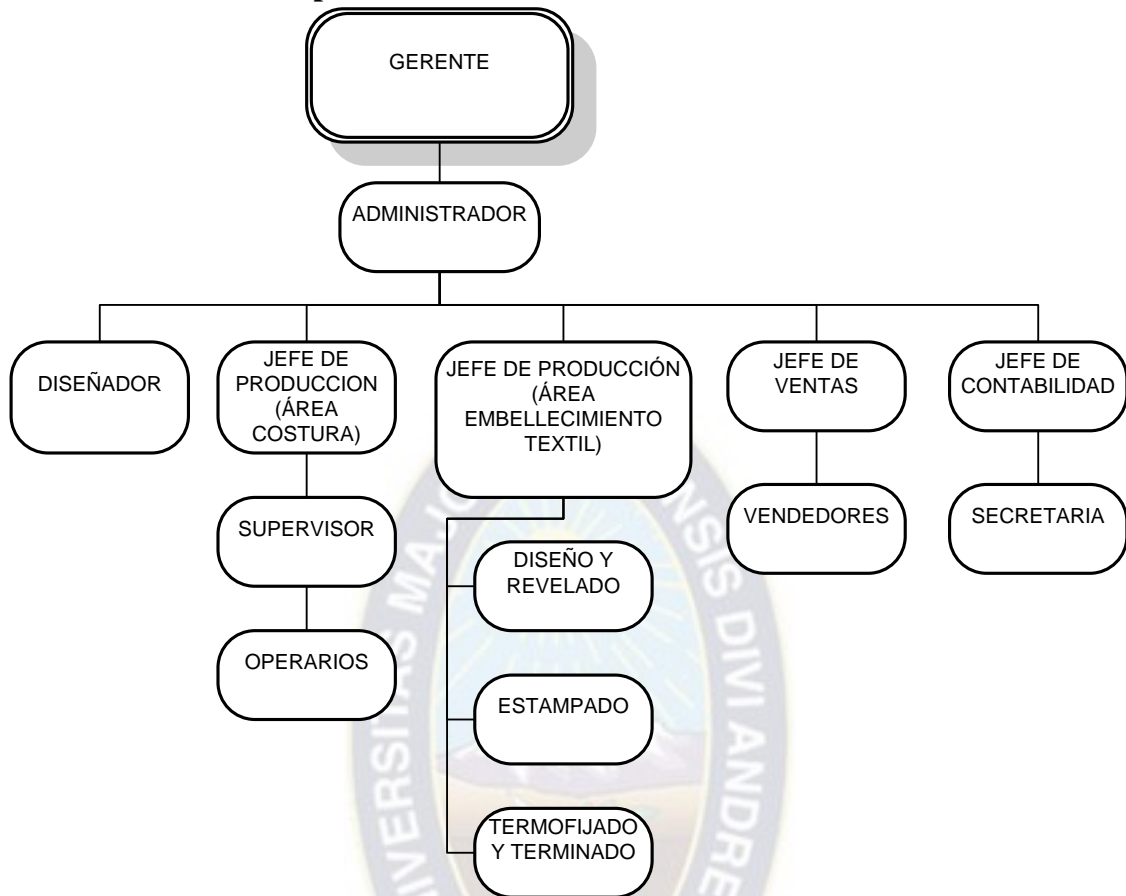 GERENTE
ADMINISTRADOR
DISEÑADOR
JEFE DE
PRODUCCION
(ÁREA
COSTURA)
JEFE DE PRODUCCIÓN
(ÁREA
EMBELLECIMIENTO
TEXTIL)
JEFE DE
VENTAS
JEFE DE
CONTABILIDAD
SUPERVISOR
VENDEDORES
SECRETARIA
DISEÑO Y
REVELADO
OPERARIOS
ESTAMPADO
TERMOFIJADO
Y TERMINADO